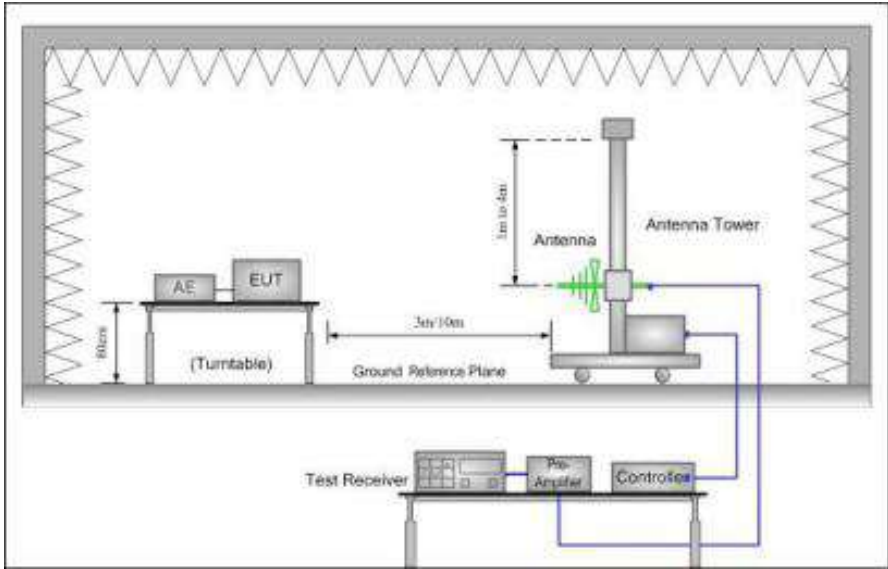 1m to 4m
Antenna Tower
Antenna
AE
EUT
80cm
3m/10m
(Turntable)
Ground Reference Plane
Test Receiver
Pre-
Amplifier
Controller